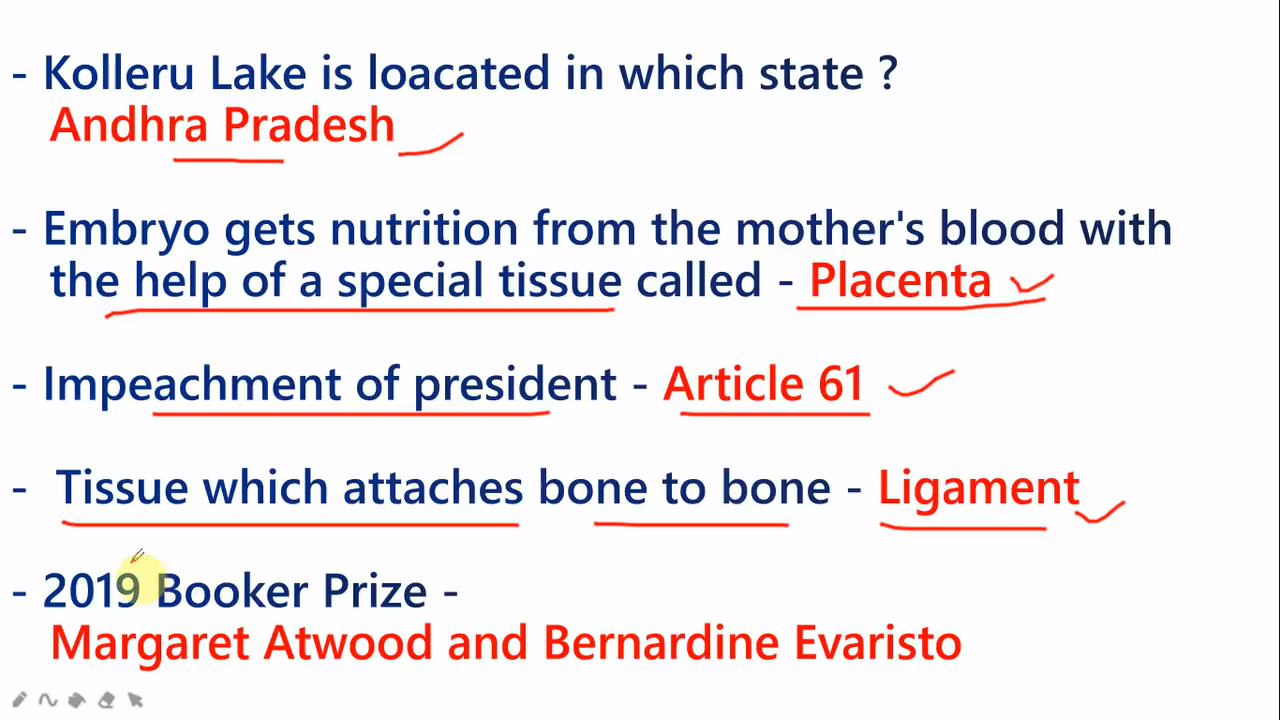 - Kolleru Lake is loacated in which state ?
Andhra Pradesh
- Embryo gets nutrition from the mother's blood with
the help of a special tissue called - Placenta
- Impeachment of president - Article 61
- Tissue which attaches bone to bone - Ligament
- 2019 Booker Prize -
Margaret Atwood and Bernardine Evaristo